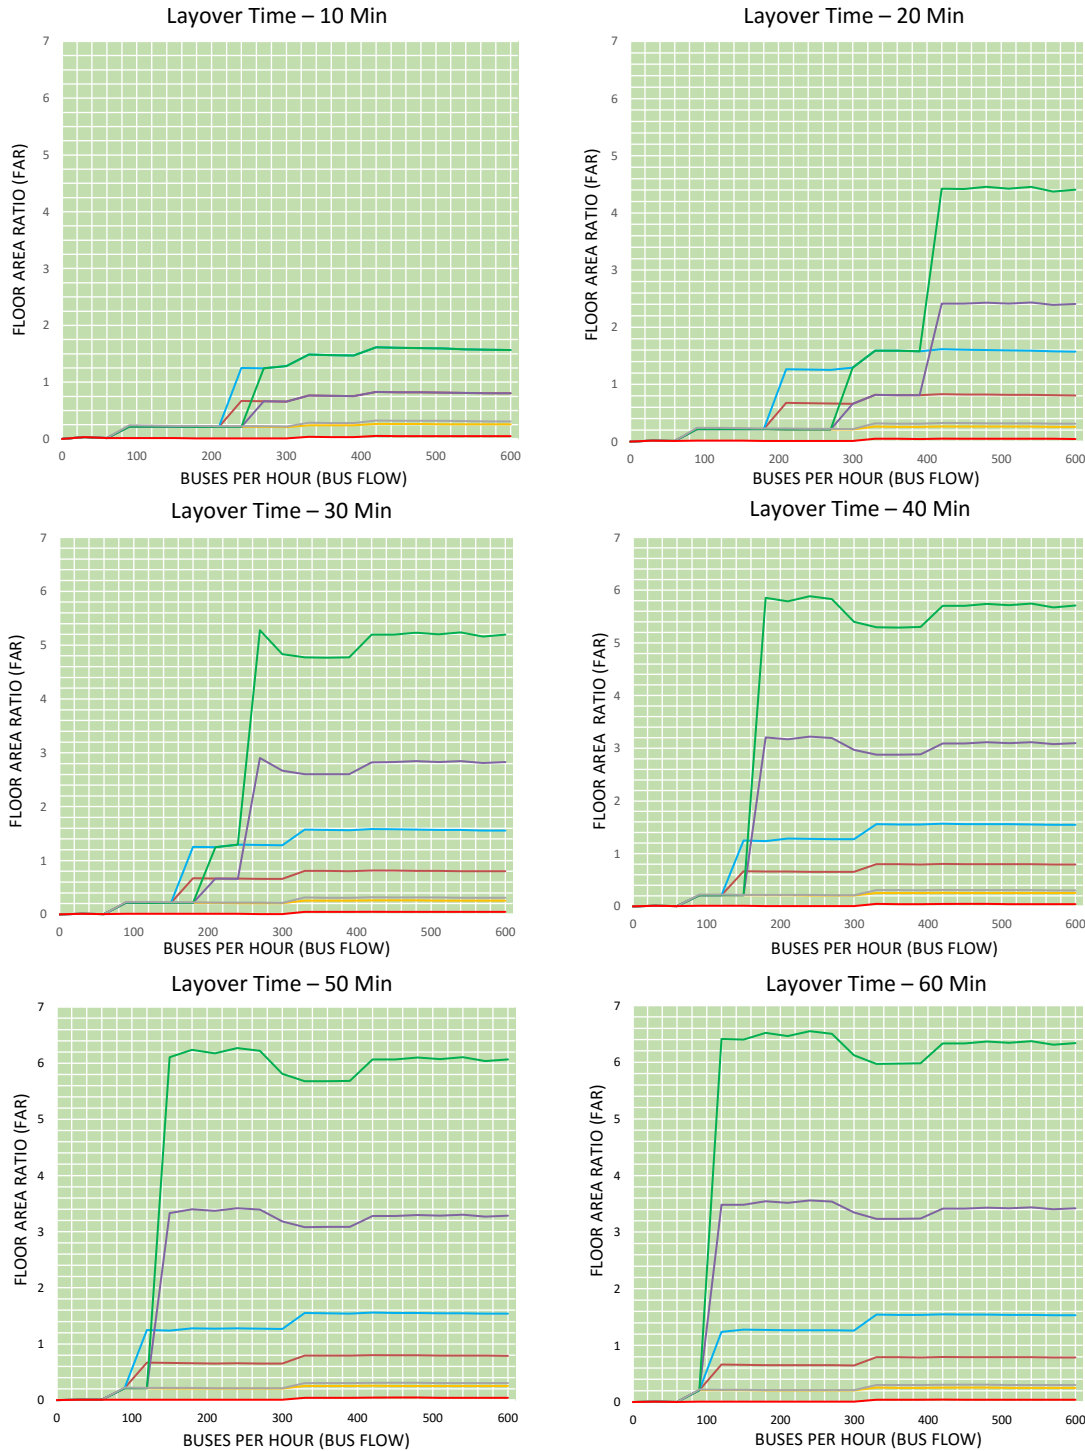 Layover Time – 10 Min
7
6
5
4
3
2
1
0
0 100 200 300 400 500 600
FLOOR AREA RATIO (FAR)
BUSES PER HOUR (BUS FLOW)
Layover Time – 20 Min
7
6
5
4
3
2
1
0
0 100 200 300 400 500 600
FLOOR AREA RATIO (FAR)
BUSES PER HOUR (BUS FLOW)
Layover Time – 30 Min
7
6
5
4
3
2
1
0
0 100 200 300 400 500 600
FLOOR AREA RATIO (FAR)
BUSES PER HOUR (BUS FLOW)
Layover Time – 40 Min
7
6
5
4
3
2
1
0
0 100 200 300 400 500 600
FLOOR AREA RATIO (FAR)
BUSES PER HOUR (BUS FLOW)
Layover Time – 50 Min
7
6
5
4
3
2
1
0
0 100 200 300 400 500 600
FLOOR AREA RATIO (FAR)
BUSES PER HOUR (BUS FLOW)
Layover Time – 60 Min
7
6
5
4
3
2
1
0
0 100 200 300 400 500 600
FLOOR AREA RATIO (FAR)
BUSES PER HOUR (BUS FLOW)